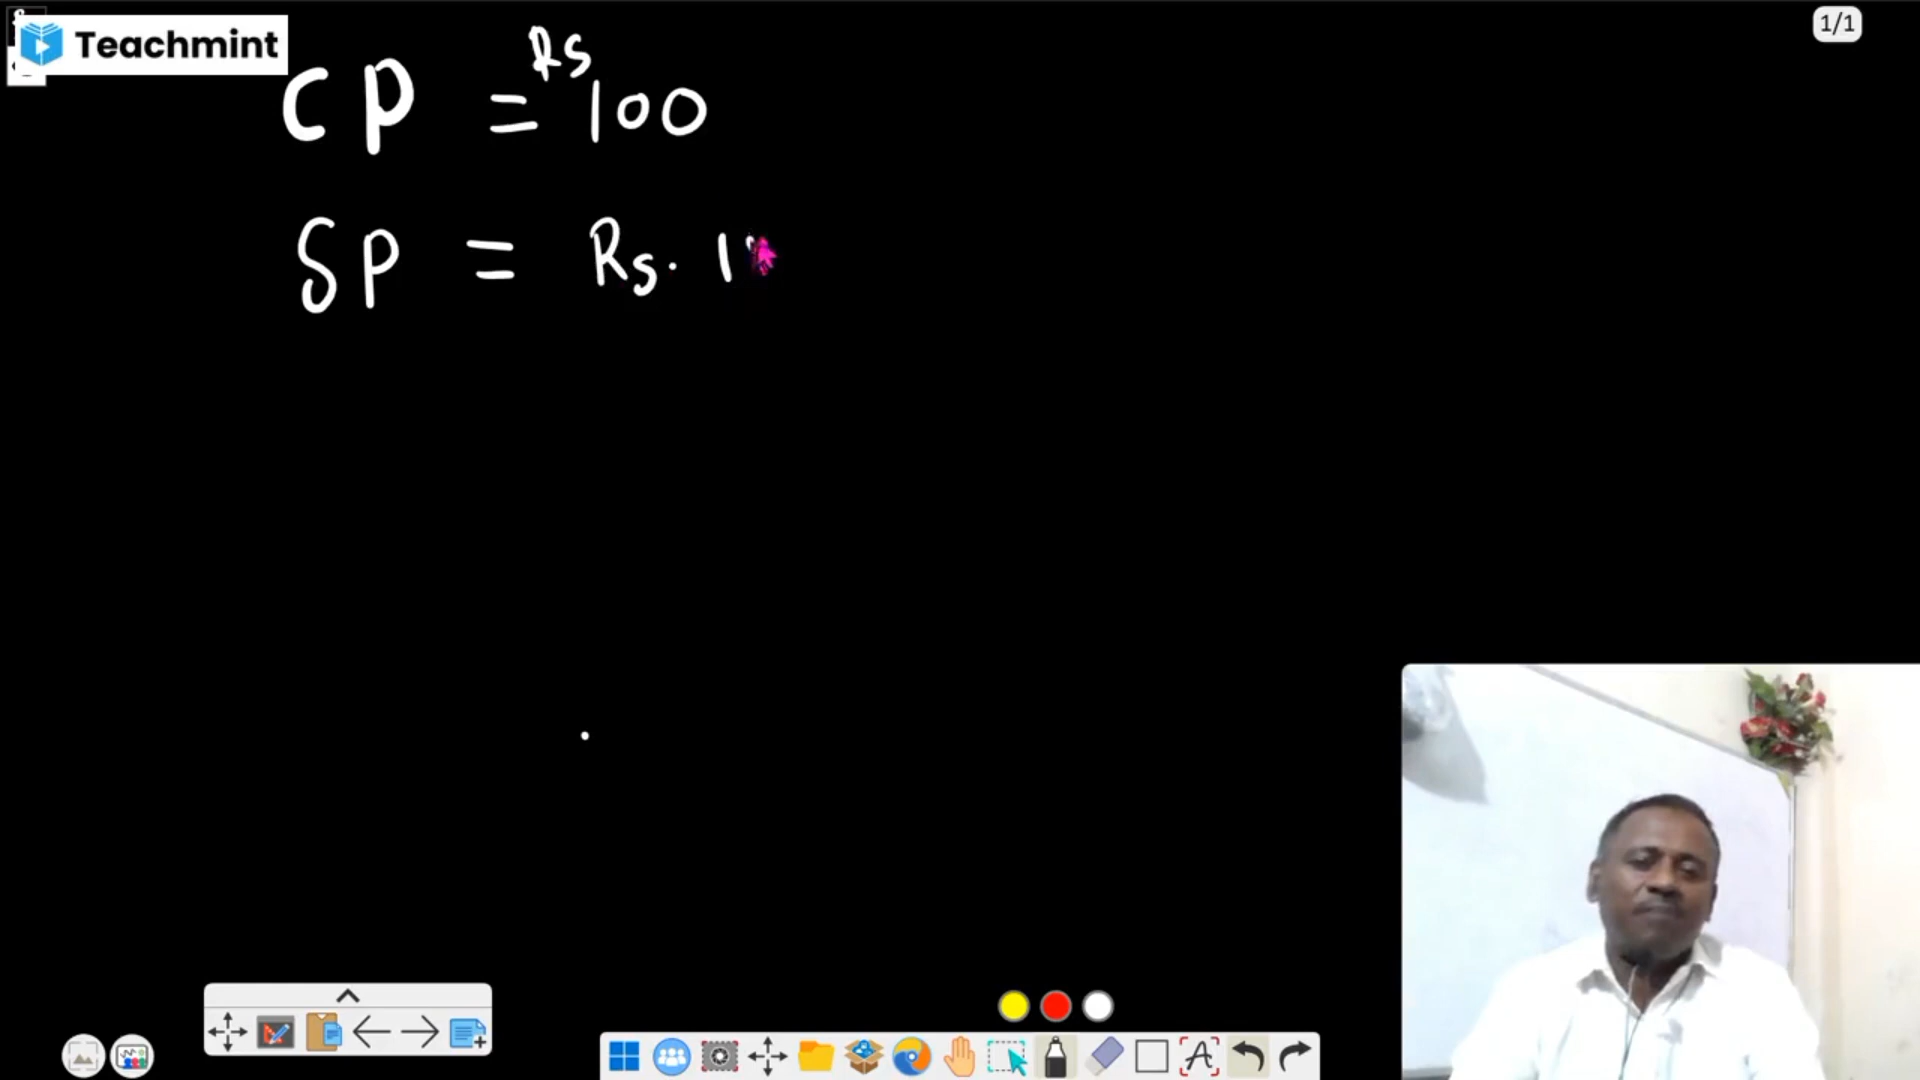 Teachmint
1/1
CP = Rs 100
SP = Rs. 1